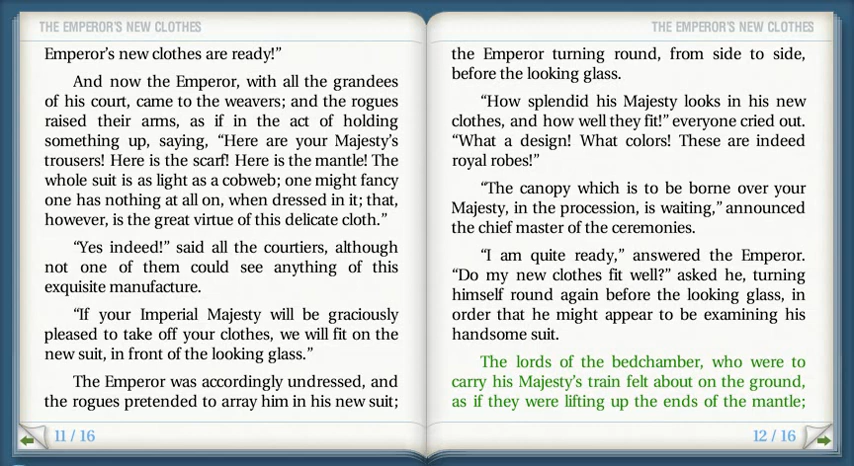 THE EMPEROR'S NEW CLOTHES
Emperor's new clothes are ready!”
And now the Emperor, with all the grandees
of his court, came to the weavers; and the rogues
raised their arms, as if in the act of holding
something up, saying, “Here are your Majesty's
trousers! Here is the scarf! Here is the mantle! The
whole suit is as light as a cobweb; one might fancy
one has nothing at all on, when dressed in it; that,
however, is the great virtue of this delicate cloth.”
“Yes indeed!” said all the courtiers, although
not one of them could see anything of this
exquisite manufacture.
“If your Imperial Majesty will be graciously
pleased to take off your clothes, we will fit on the
new suit, in front of the looking glass.”
The Emperor was accordingly undressed, and
the rogues pretended to array him in his new suit;
11 / 16
THE EMPEROR'S NEW CLOTHES
the Emperor turning round, from side to side,
before the looking glass.
“How splendid his Majesty looks in his new
clothes, and how well they fit!” everyone cried out.
“What a design! What colors! These are indeed
royal robes!”
“The canopy which is to be borne over your
Majesty, in the procession, is waiting,” announced
the chief master of the ceremonies.
“I am quite ready,” answered the Emperor.
“Do my new clothes fit well?” asked he, turning
himself round again before the looking glass, in
order that he might appear to be examining his
handsome suit.
The lords of the bedchamber, who were to
carry his Majesty's train felt about on the ground,
as if they were lifting up the ends of the mantle;
12 / 16